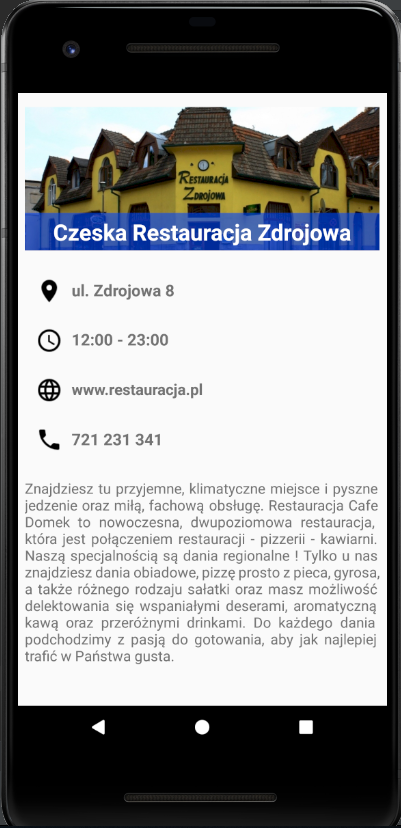 RESTAURACJA
ZDROJOWA
Czeska Restauracja Zdrojowa
ul. Zdrojowa 8
12:00 - 23:00
www.restauracja.pl
721 231 341
Znajdziesz tu przyjemne, klimatyczne miejsce i pyszne
jedzenie oraz miłą, fachową obsługę. Restauracja Cafe
Domek to nowoczesna, dwupoziomowa restauracja,
która jest połączeniem restauracji - pizzerii - kawiarni.
Naszą specjalnością są dania regionalne ! Tylko u nas
znajdziesz dania obiadowe, pizzę prosto z pieca, gyrosa,
a także różnego rodzaju sałatki oraz masz możliwość
delektowania się wspaniałymi deserami, aromatyczną
kawą oraz przeróżnymi drinkami. Do każdego dania
podchodzimy z pasją do gotowania, aby jak najlepiej
trafić w Państwa gusta.